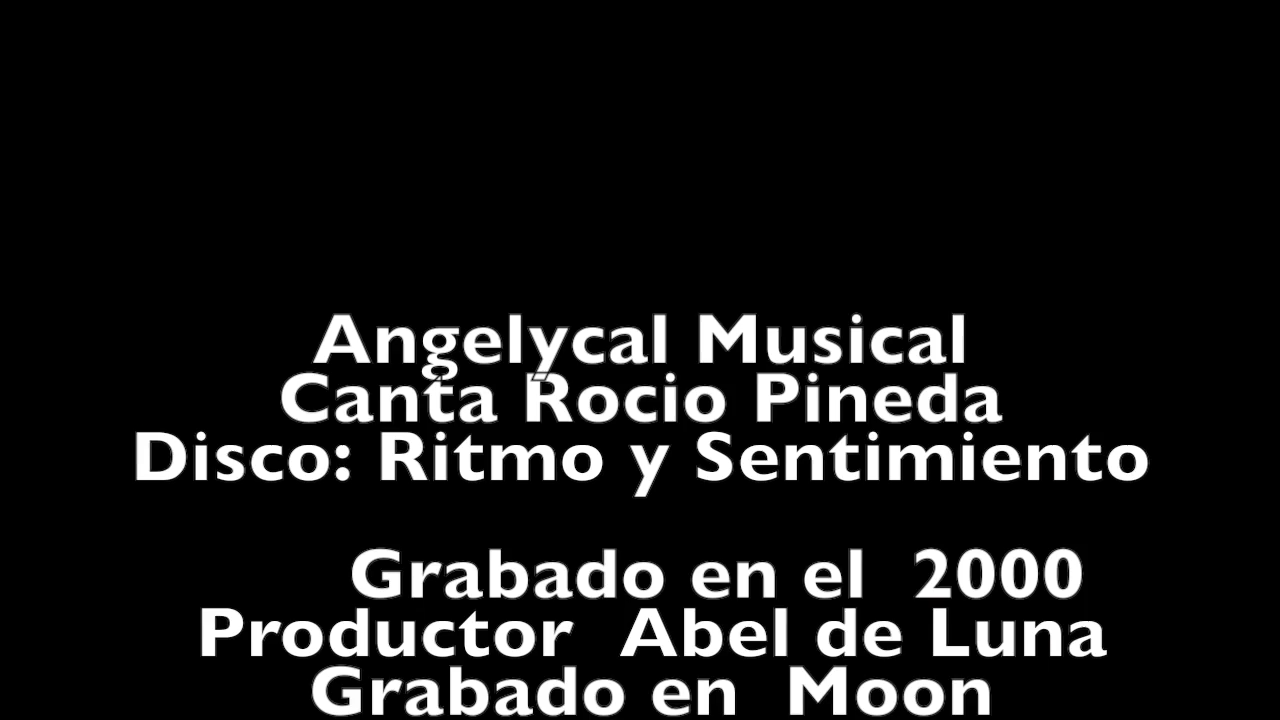 Angelycal Musical
Canta Rocio Pineda
Disco: Ritmo y Sentimiento
Grabado en el 2000
Productor Abel de Luna
Grabado en Moon